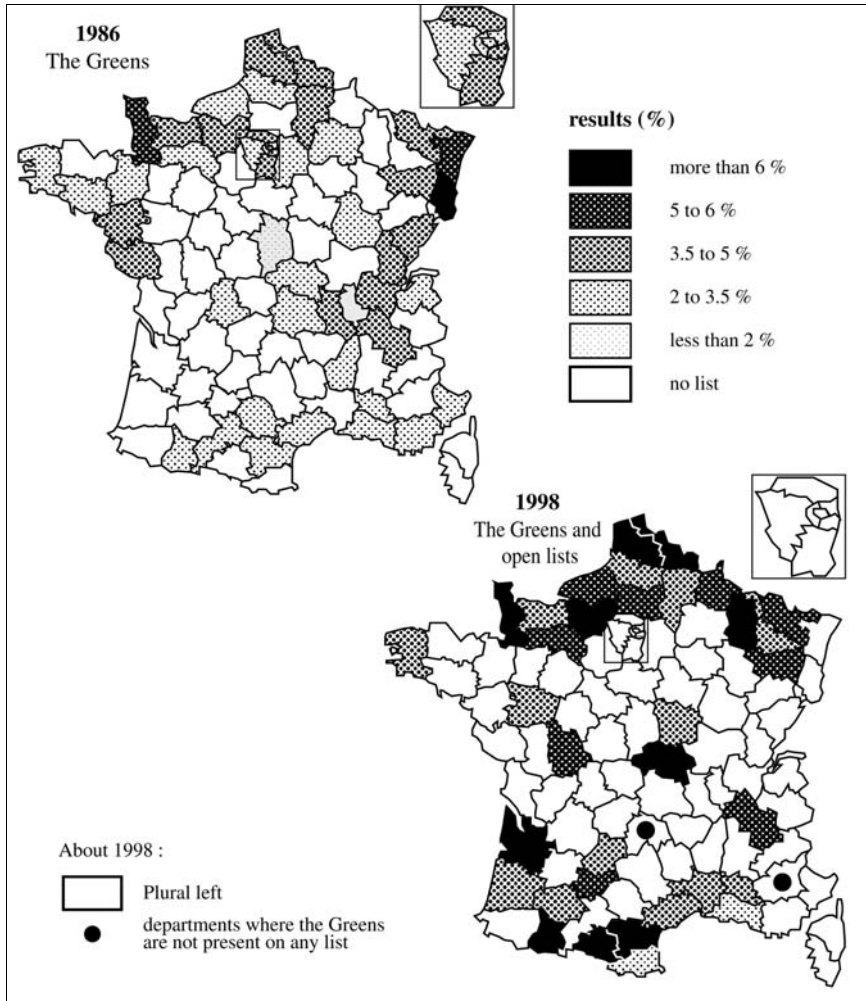 1986
The Greens
results (%)
more than 6 %
5 to 6 %
3.5 to 5 %
2 to 3.5 %
less than 2 %
no list
1998
The Greens and
open lists
About 1998 :
Plural left
departments where the Greens
are not present on any list